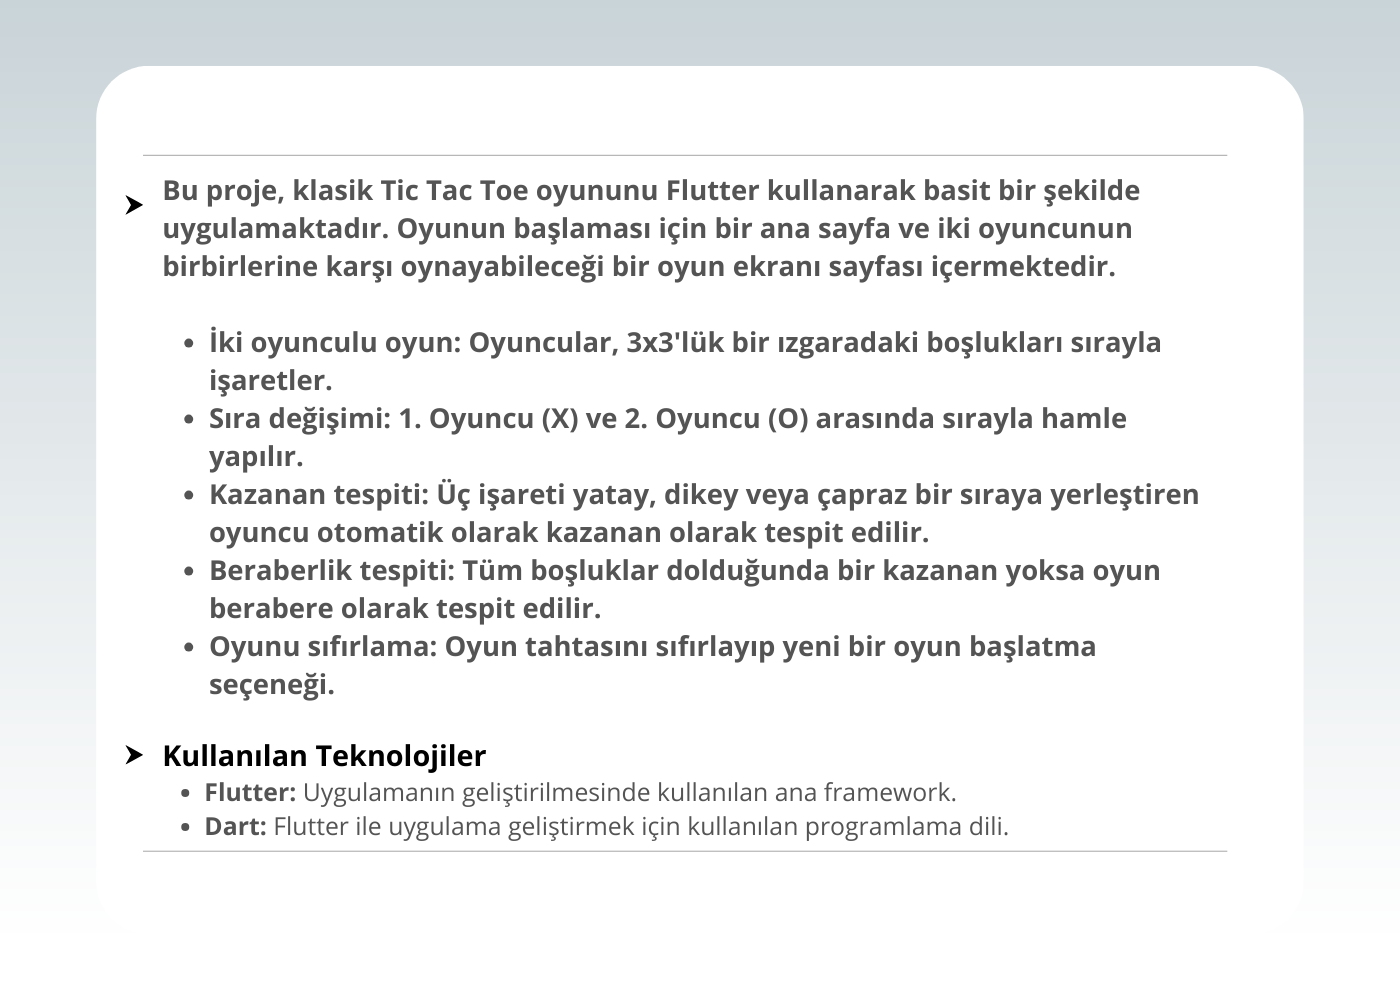 Bu proje, klasik Tic Tac Toe oyununu Flutter kullanarak basit bir şekilde
uygulamaktadır. Oyunun başlaması için bir ana sayfa ve iki oyuncunun
birbirlerine karşı oynayabileceği bir oyun ekranı sayfası içermektedir.
İki oyunculu oyun: Oyuncular, 3x3'lük bir ızgaradaki boşlukları sırayla
işaretler.
Sıra değişimi: 1. Oyuncu (X) ve 2. Oyuncu (O) arasında sırayla hamle
yapılır.
Kazanan tespiti: Üç işareti yatay, dikey veya çapraz bir sıraya yerleştiren
oyuncu otomatik olarak kazanan olarak tespit edilir.
Beraberlik tespiti: Tüm boşluklar dolduğunda bir kazanan yoksa oyun
berabere olarak tespit edilir.
Oyunu sıfırlama: Oyun tahtasını sıfırlayıp yeni bir oyun başlatma
seçeneği.
Kullanılan Teknolojiler
Flutter: Uygulamanın geliştirilmesinde kullanılan ana framework.
Dart: Flutter ile uygulama geliştirmek için kullanılan programlama dili.